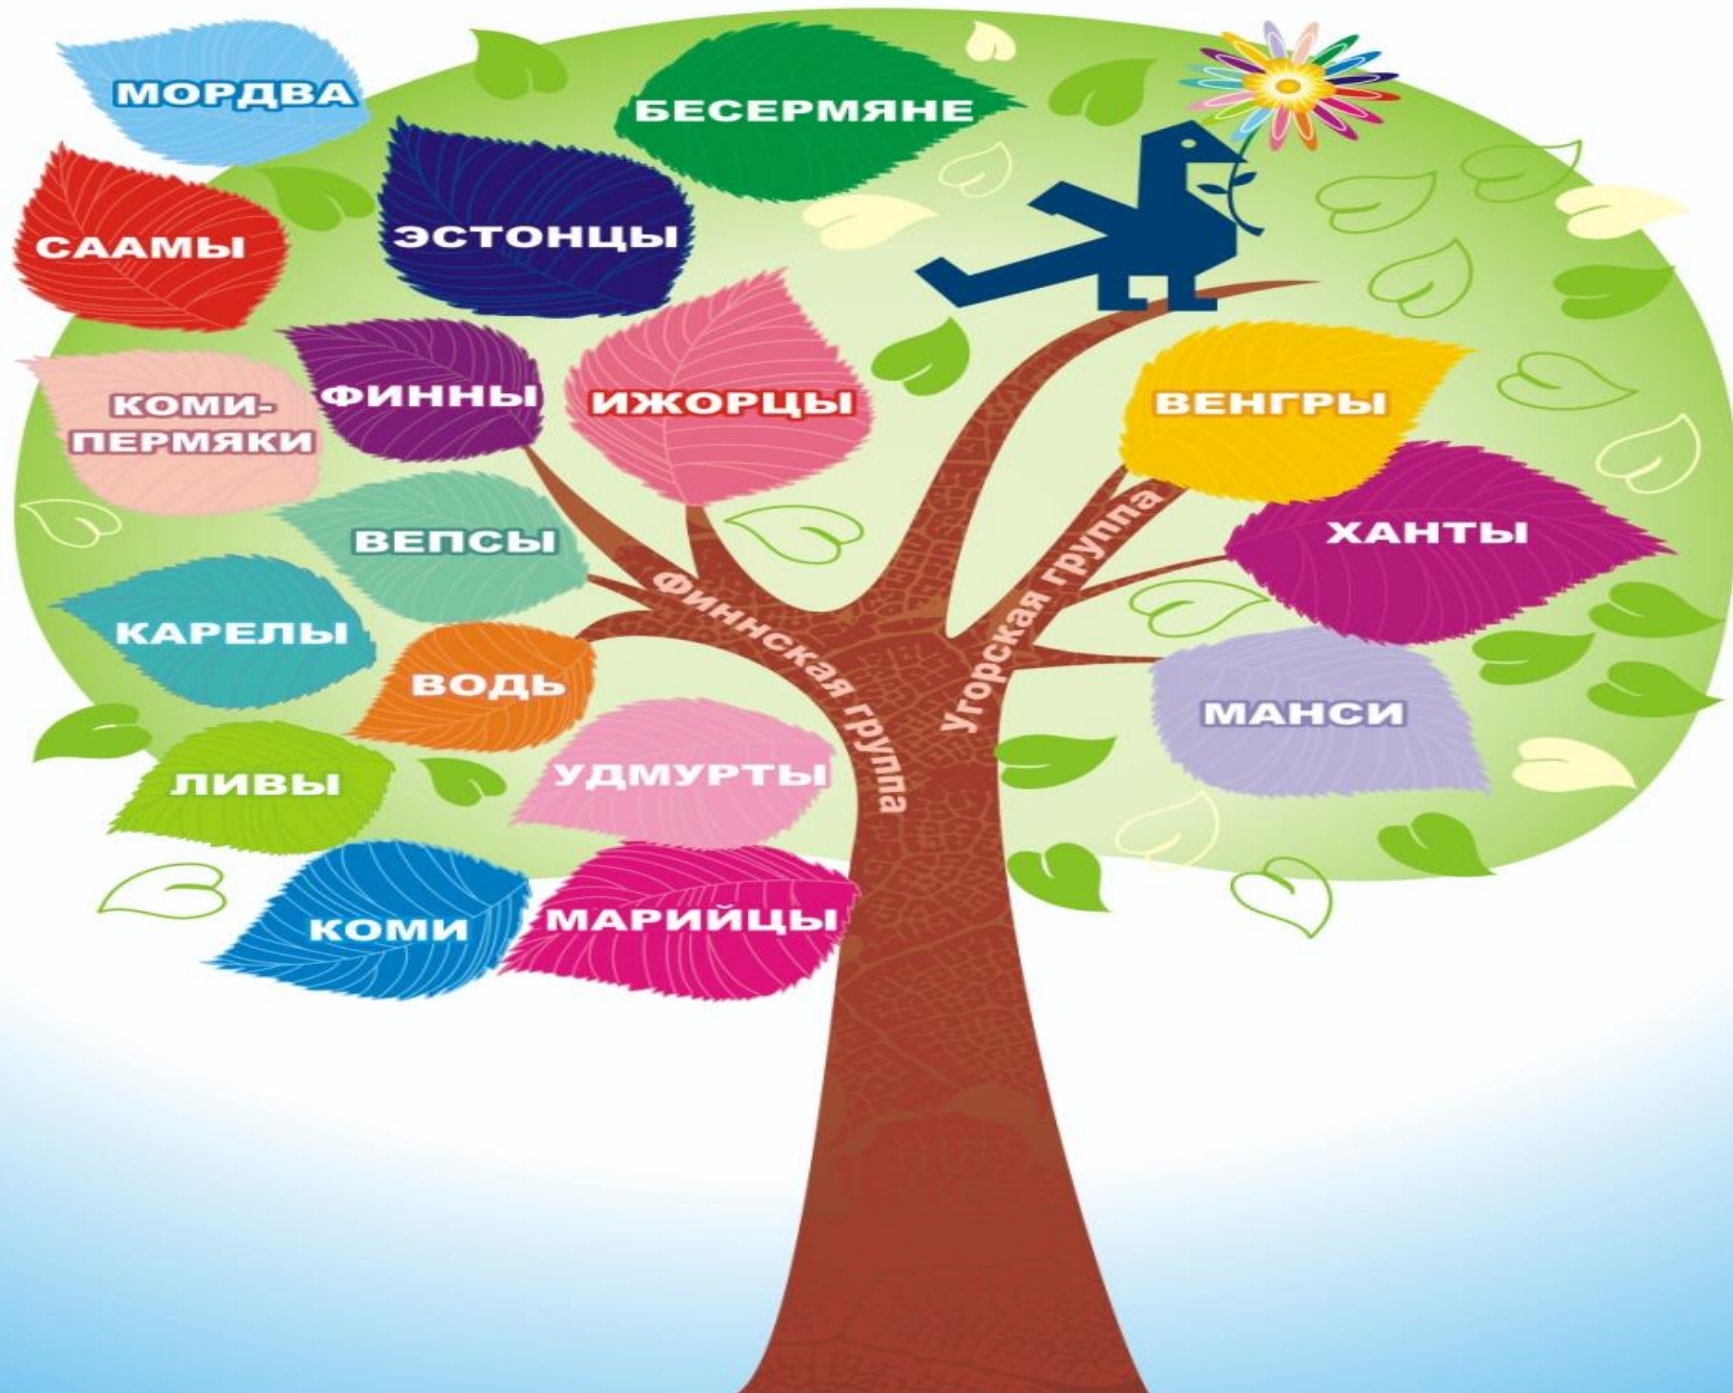 МОРДВА
БЕСЕРМЯНЕ
СААМЫ
ЭСТОНЦЫ
КОМИ-
ПЕРМЯКИ
ФИННЫ
ИЖОРЦЫ
ВЕНГРЫ
ВЕПСЫ
ХАНТЫ
КАРЕЛЫ
ВОДЬ
Финнская группа
Угорская группа
МАНСИ
ЛИВЫ
УДМУРТЫ
КОМИ
МАРИЙЦЫ